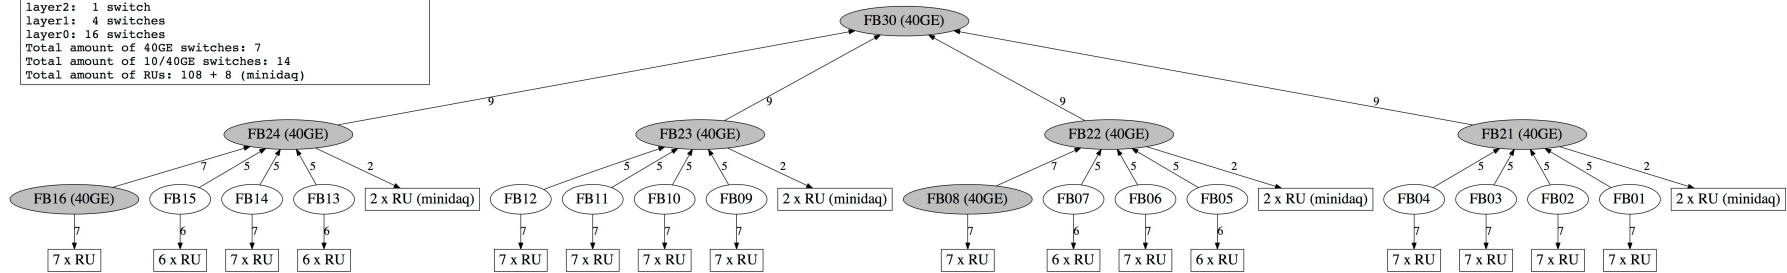 layer2:  1 switch
layer1:  4 switches
layer0: 16 switches
Total amount of 40GE switches: 7
Total amount of 10/40GE switches: 14
Total amount of RUs: 108 + 8 (minidaq)
FB30 (40GE)
9 9 9 9
FB24 (40GE) FB23 (40GE) FB22 (40GE) FB21 (40GE)
7 5 5 5 2 5 5 5 5 2 7 5 5 5 2 5 5 5 5 2
FB16 (40GE) FB15 FB14 FB13 2 x RU (minidaq) FB12 FB11 FB10 FB09 2 x RU (minidaq) FB08 (40GE) FB07 FB06 FB05 2 x RU (minidaq) FB04 FB03 FB02 FB01 2 x RU (minidaq)
7 6 7 6 7 7 7 7 7 6 7 6 7 7 7 7
7 x RU 6 x RU 7 x RU 6 x RU 7 x RU 7 x RU 7 x RU 7 x RU 7 x RU 6 x RU 7 x RU 6 x RU 7 x RU 7 x RU 7 x RU 7 x RU